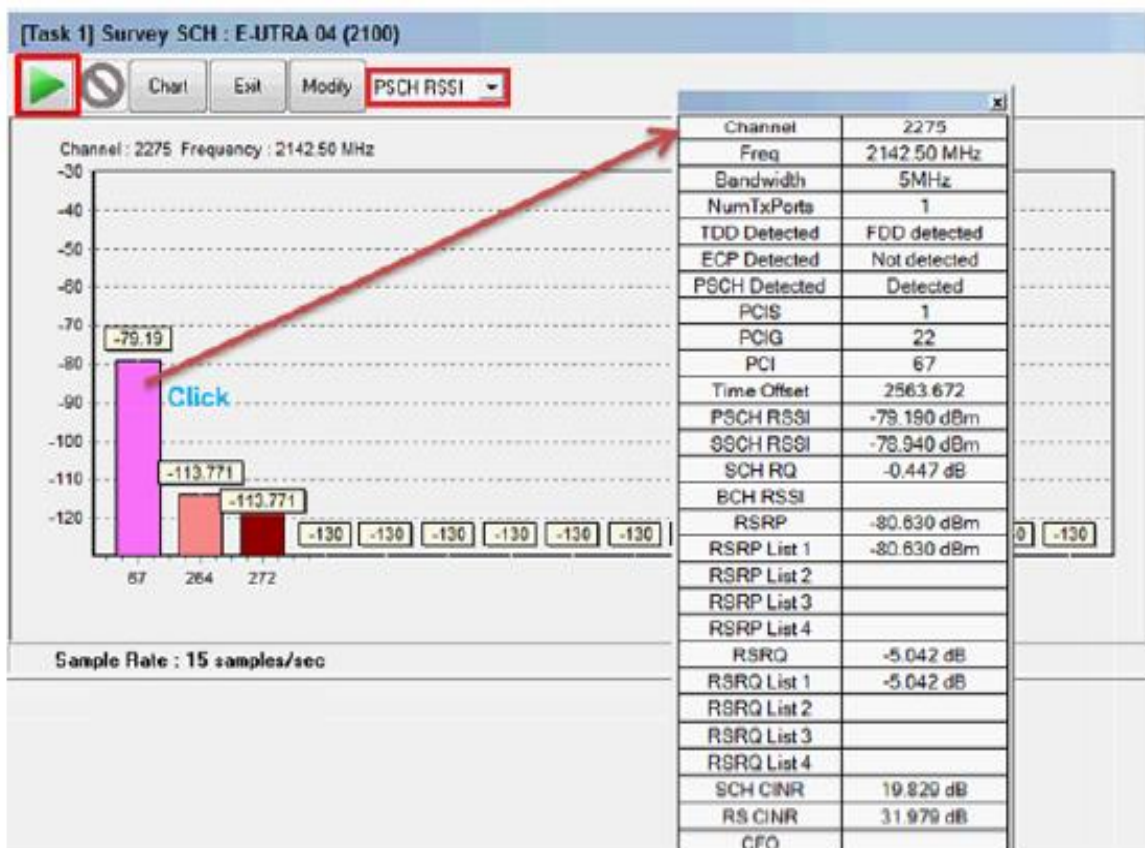 [Task 1] Survey SCH : E-UTRA 04 (2100)
Chart Exit Modify PSCH RSSI
Channel : 2275 Frequency : 2142.50 MHz
-30
-40
-50
-60
-70
-80
-90
-100
-110
-120
-79.19
Click
-113.771
-113.771
-130 -130 -130 -130 -130 -130 -130
67 264 272
Sample Rate : 15 samples/sec
x
Channel 2275
Freq 2142.50 MHz
Bandwidth 5MHz
NumTxPorts 1
TDD Detected FDD detected
ECP Detected Not detected
PSCH Detected Detected
PCIS 1
PCIG 22
PCI 67
Time Offset 2563.672
PSCH RSSI -79.190 dBm
SSCH RSSI -78.940 dBm
SCH RQ -0.447 dB
BCH RSSI
RSRP -80.630 dBm
RSRP List 1 -80.630 dBm
RSRP List 2
RSRP List 3
RSRP List 4
RSRQ -5.042 dB
RSRQ List 1 -5.042 dB
RSRQ List 2
RSRQ List 3
RSRQ List 4
SCH CINR 19.829 dB
RS CINR 31.979 dB
CFO